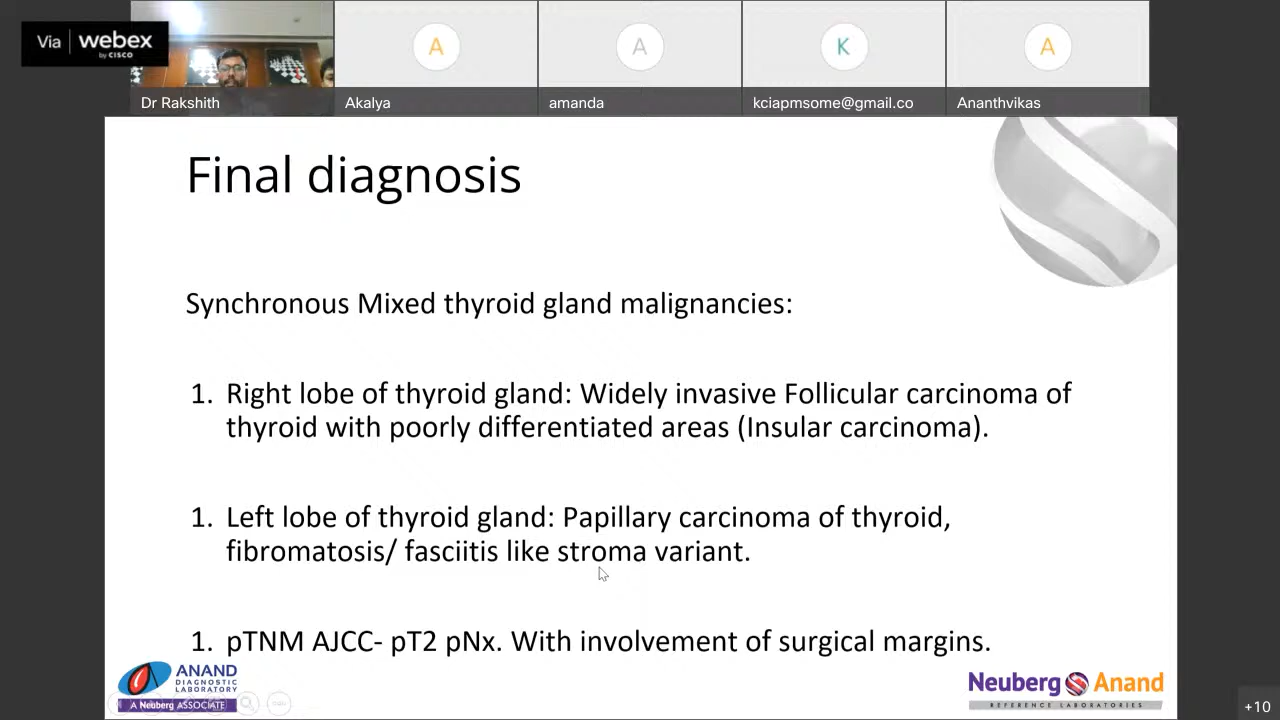 Via webex
by CISCO
A
A
K
A
Dr Rakshith
Akalya
amanda
kciapmsome@gmail.co
Ananthvikas
Final diagnosis
Synchronous Mixed thyroid gland malignancies:
1. Right lobe of thyroid gland: Widely invasive Follicular carcinoma of
thyroid with poorly differentiated areas (Insular carcinoma).
1. Left lobe of thyroid gland: Papillary carcinoma of thyroid,
fibromatosis/ fasciitis like stroma variant.
1. pTNM AJCC- pT2 pNx. With involvement of surgical margins.
ANAND
DIAGNOSTIC
LABORATORY
A Neuberg ASSOCIATE
Neuberg Anand
REFERENCE LABORATORIES
+10